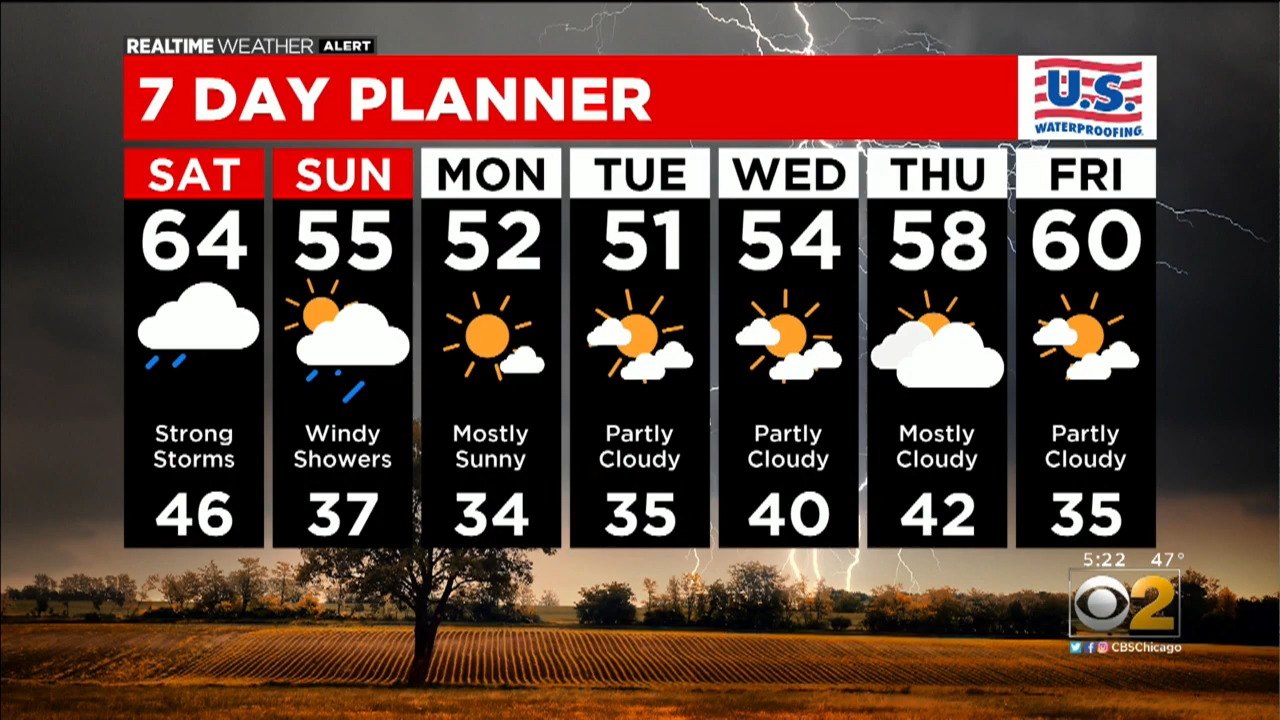 REALTIME WEATHER ALERT
7 DAY PLANNER
U.S.
WATERPROOFING
SAT SUN MON TUE WED THU FRI
64 55 52 51 54 58 60
Strong Windy Mostly Partly Partly Mostly Partly
Storms Showers Sunny Cloudy Cloudy Cloudy Cloudy
46 37 34 35 40 42 35
5:22 47°
2
CBSChicago